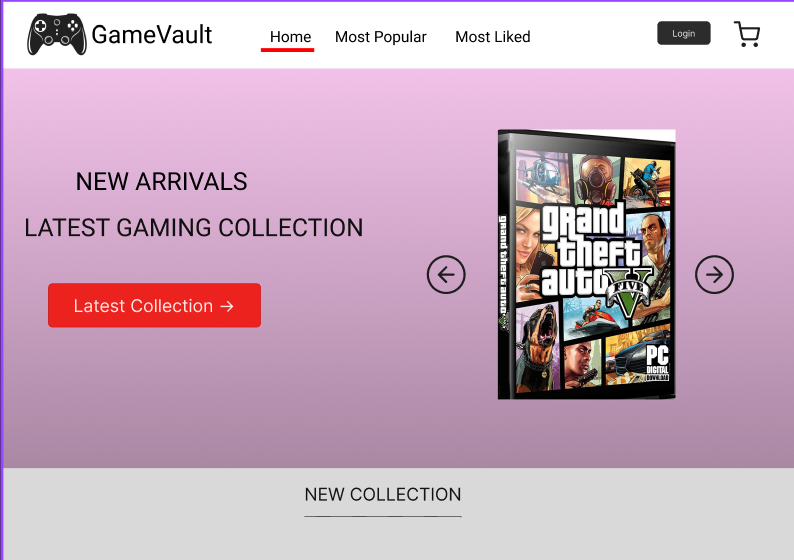 GameVault
Home
Most Popular
Most Liked
Login
NEW ARRIVALS
LATEST GAMING COLLECTION
Latest Collection →
grand theft auto V
grand
theft
auto
V
FIVE
PC
DIGITAL
DOWNLOAD
NEW COLLECTION